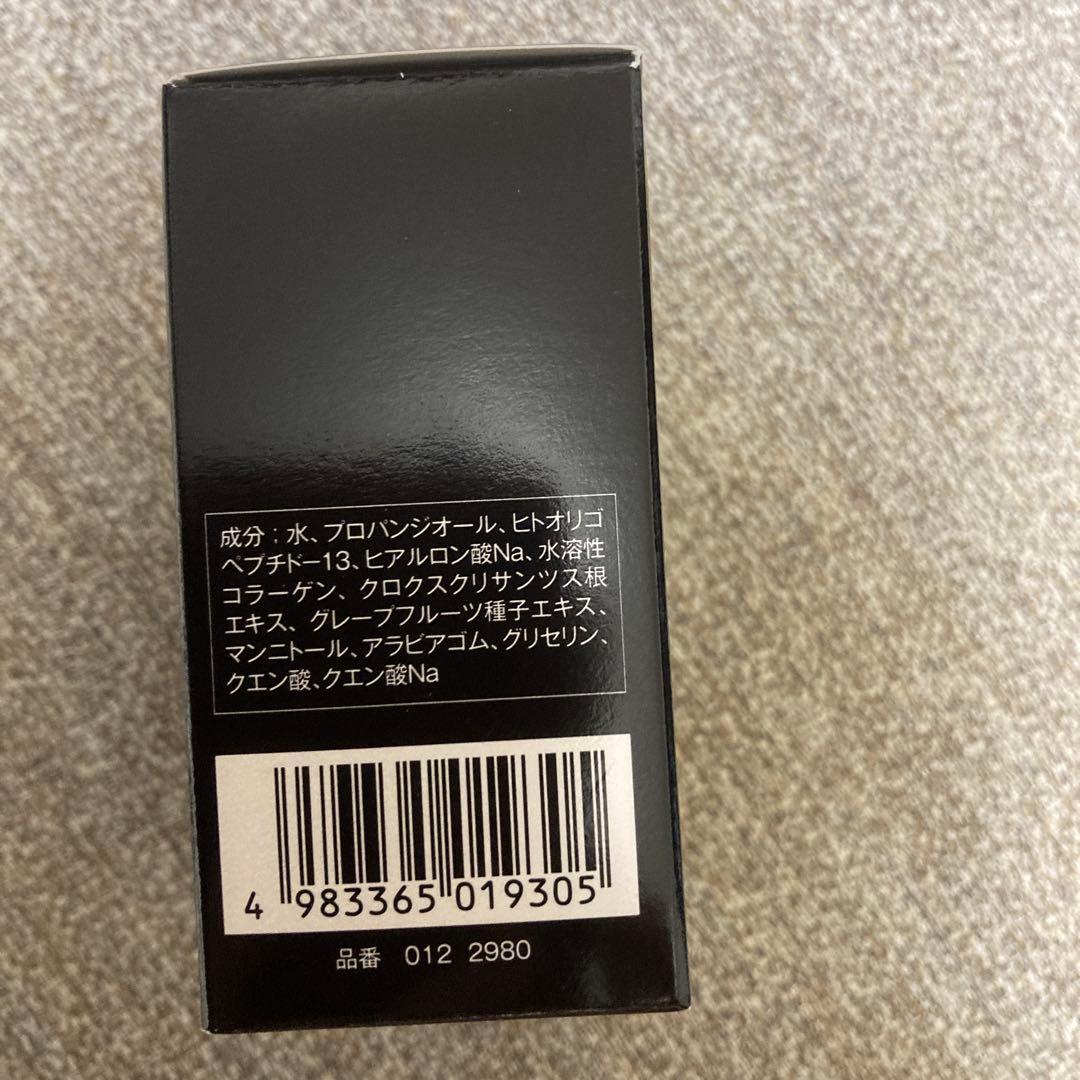 成分：水、プロパンジオール、ヒトオリゴ
ペプチド-13、ヒアルロン酸Na、水溶性
コラーゲン、クロクスクリサンツス根
エキス、グレープフルーツ種子エキス、
マンニトール、アラビアゴム、グリセリン、
クエン酸、クエン酸Na
4 983365 019305
品番 012 2980